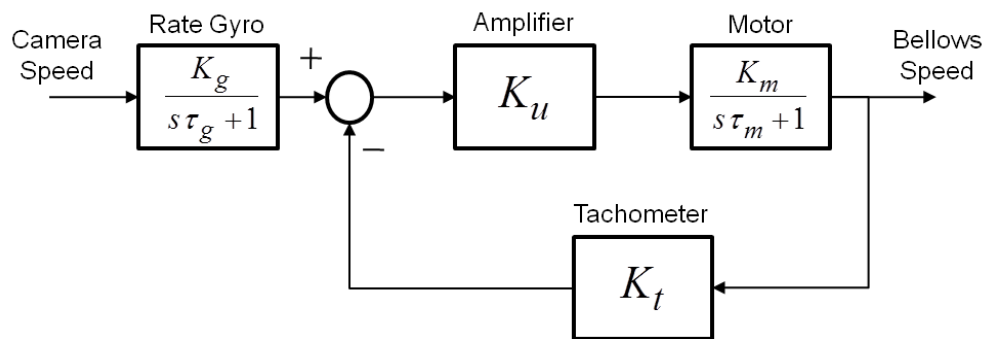 Camera
Speed
Rate Gyro
K_g
sτ_g + 1
+
−
Amplifier
K_u
Motor
K_m
sτ_m + 1
Bellows
Speed
Tachometer
K_t